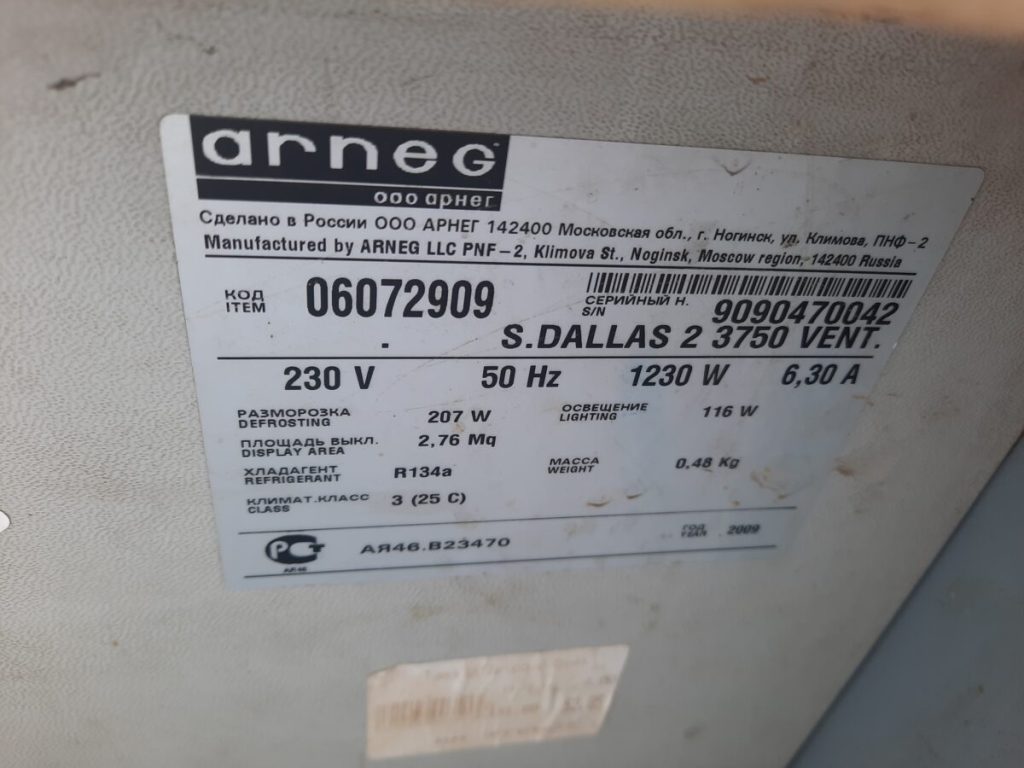 arneg
ооо арнег
Сделано в России ООО АРНЕГ 142400 Московская обл., г. Ногинск, ул. Климова, ПНФ-2
Manufactured by ARNEG LLC PNF-2, Klimova St., Noginsk, Moscow region, 142400 Russia
КОД
ITEM
06072909
СЕРИЙНЫЙ Н.
S/N
9090470042
. S.DALLAS 2 3750 VENT.
230 V 50 Hz 1230 W 6,30 A
РАЗМОРОЗКА
DEFROSTING
207 W
ОСВЕЩЕНИЕ
LIGHTING
116 W
ПЛОЩАДЬ ВЫКЛ.
DISPLAY AREA
2,76 Mq
ХЛАДАГЕНТ
REFRIGERANT
R134a
МАССА
WEIGHT
0,48 Kg
КЛИМАТ.КЛАСС
CLASS
3 (25 C)
РСТ
АЯ46
АЯ46.В23470
ГОД
YEAR
2009